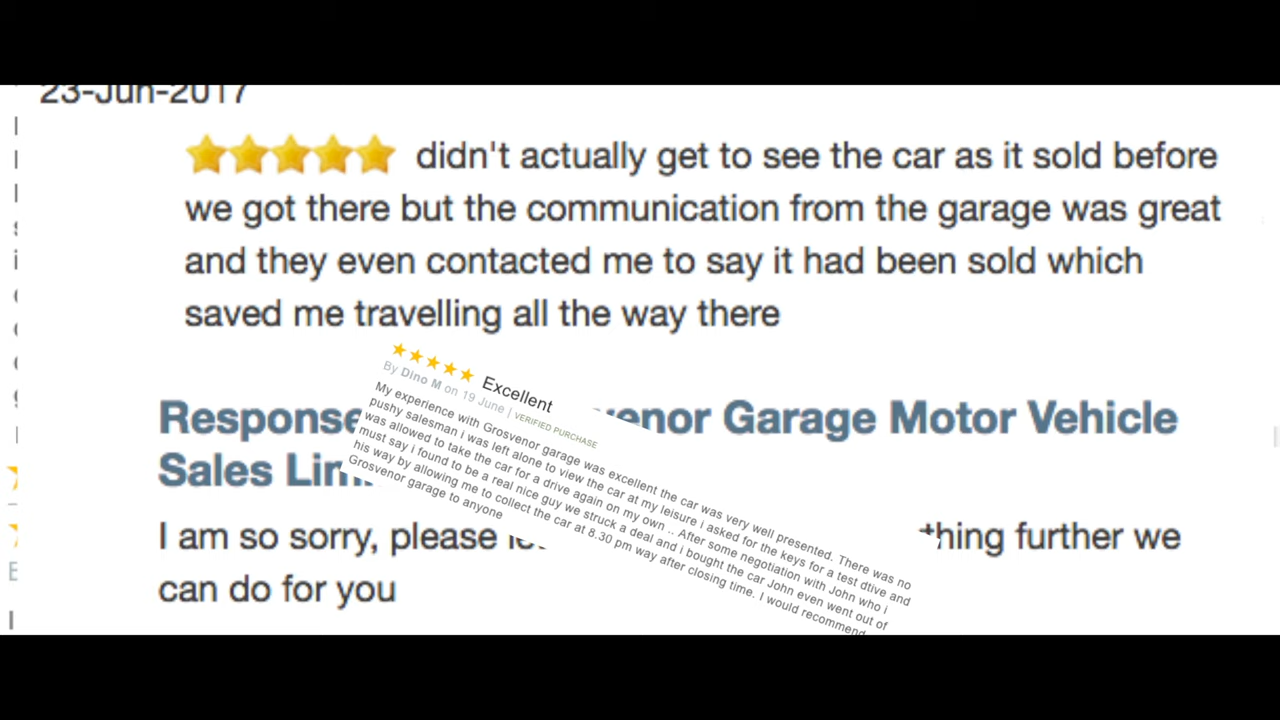 23-Jun-2017
didn't actually get to see the car as it sold before
we got there but the communication from the garage was great
and they even contacted me to say it had been sold which
saved me travelling all the way there
Response
venor Garage Motor Vehicle
Sales Lim
I am so sorry, please
thing further we
can do for you
Excellent
By Dino M on 19 June | VERIFIED PURCHASE
My experience with Grosvenor garage was excellent the car was very well presented. There was no
pushy salesman i was left alone to view the car at my leisure i asked for the keys for a test dtive and
was allowed to take the car for a drive again on my own .. After some negotiation with John who i
must say i found to be a real nice guy we struck a deal and i bought the car John even went out of
his way by allowing me to collect the car at 8.30 pm way after closing time. I would recommend
Grosvenor garage to anyone